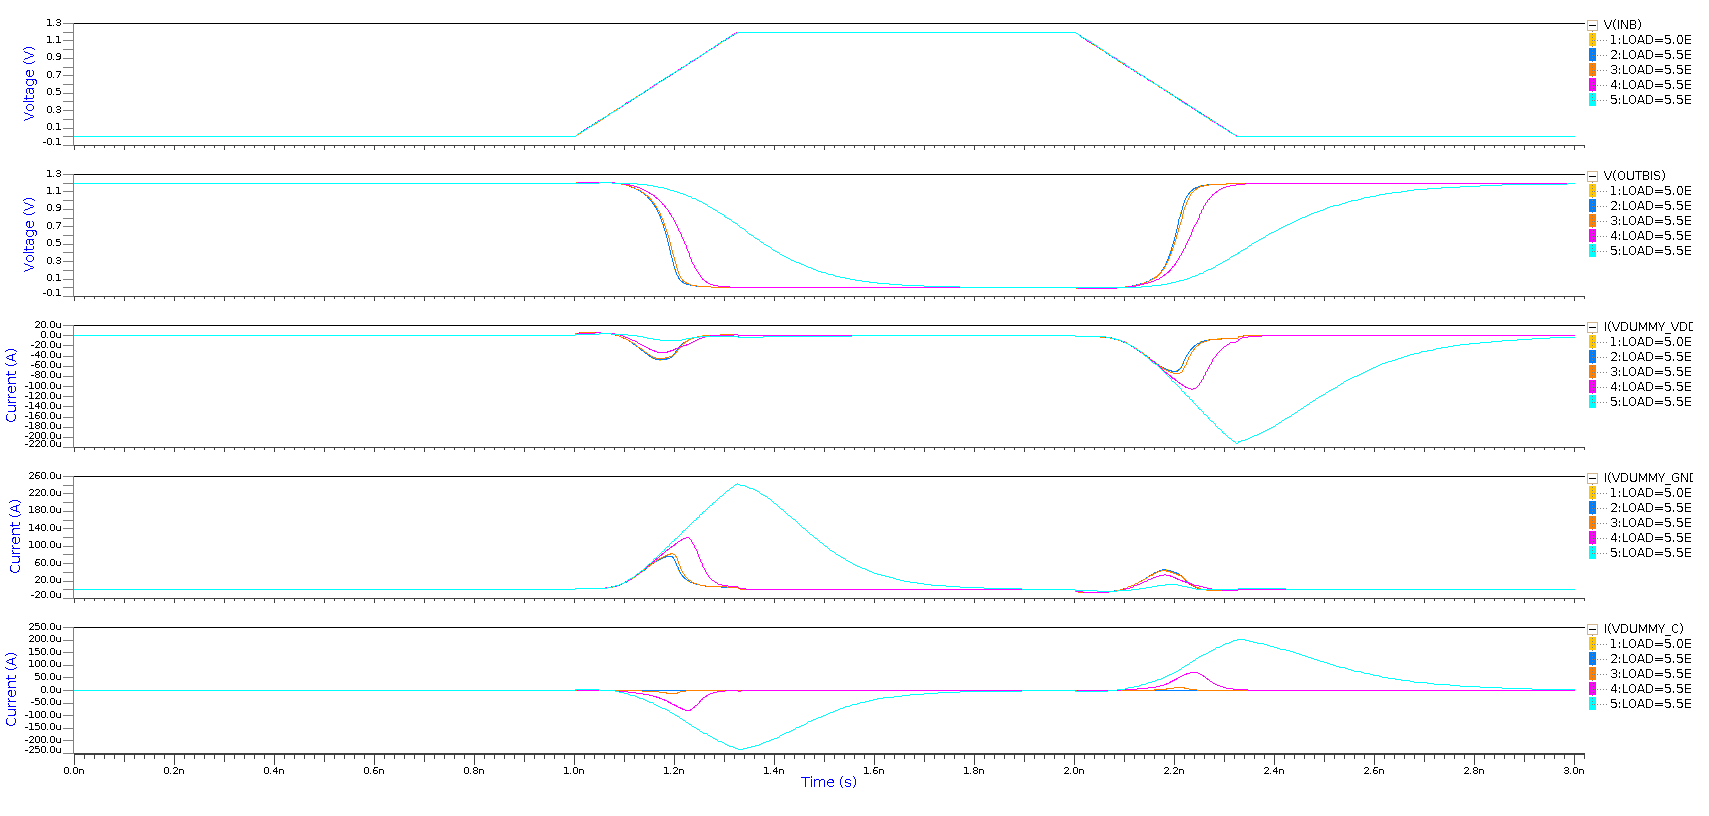 1.3
1.1
0.9
0.7
0.5
0.3
0.1
-0.1
Voltage (V)
V(INB)
1:LOAD=5.0E
2:LOAD=5.5E
3:LOAD=5.5E
4:LOAD=5.5E
5:LOAD=5.5E
1.3
1.1
0.9
0.7
0.5
0.3
0.1
-0.1
Voltage (V)
V(OUTBIS)
1:LOAD=5.0E
2:LOAD=5.5E
3:LOAD=5.5E
4:LOAD=5.5E
5:LOAD=5.5E
20.0u
0.0u
-20.0u
-40.0u
-60.0u
-80.0u
-100.0u
-120.0u
-140.0u
-160.0u
-180.0u
-200.0u
-220.0u
Current (A)
I(VDUMMY_VDD
1:LOAD=5.0E
2:LOAD=5.5E
3:LOAD=5.5E
4:LOAD=5.5E
5:LOAD=5.5E
260.0u
220.0u
180.0u
140.0u
100.0u
60.0u
20.0u
-20.0u
Current (A)
I(VDUMMY_GND
1:LOAD=5.0E
2:LOAD=5.5E
3:LOAD=5.5E
4:LOAD=5.5E
5:LOAD=5.5E
250.0u
200.0u
150.0u
100.0u
50.0u
0.0u
-50.0u
-100.0u
-150.0u
-200.0u
-250.0u
Current (A)
I(VDUMMY_C)
1:LOAD=5.0E
2:LOAD=5.5E
3:LOAD=5.5E
4:LOAD=5.5E
5:LOAD=5.5E
0.0n 0.2n 0.4n 0.6n 0.8n 1.0n 1.2n 1.4n 1.6n 1.8n 2.0n 2.2n 2.4n 2.6n 2.8n 3.0n
Time (s)